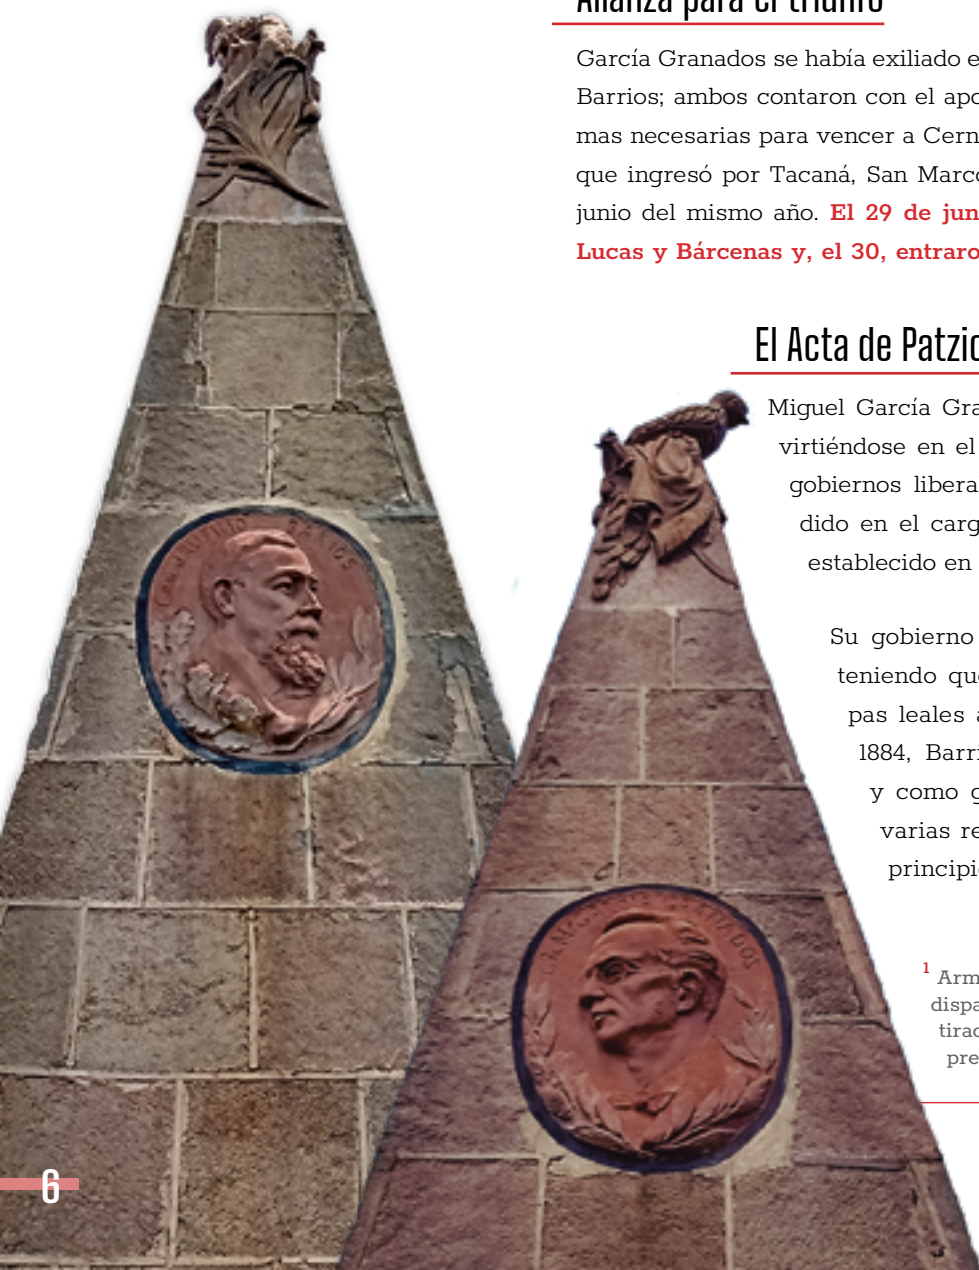 Alianza para el triunfo
García Granados se había exiliado e
Barrios; ambos contaron con el apo
mas necesarias para vencer a Cern
que ingresó por Tacaná, San Marc
junio del mismo año. El 29 de jun
Lucas y Bárcenas y, el 30, entraro
El Acta de Patzic
Miguel García Gra
virtiéndose en el
gobiernos libera
dido en el carg
establecido en
Su gobierno
teniendo qu
pas leales
1884, Barri
y como g
varias re
principi
1 Arm
dispa
tirac
pre
6